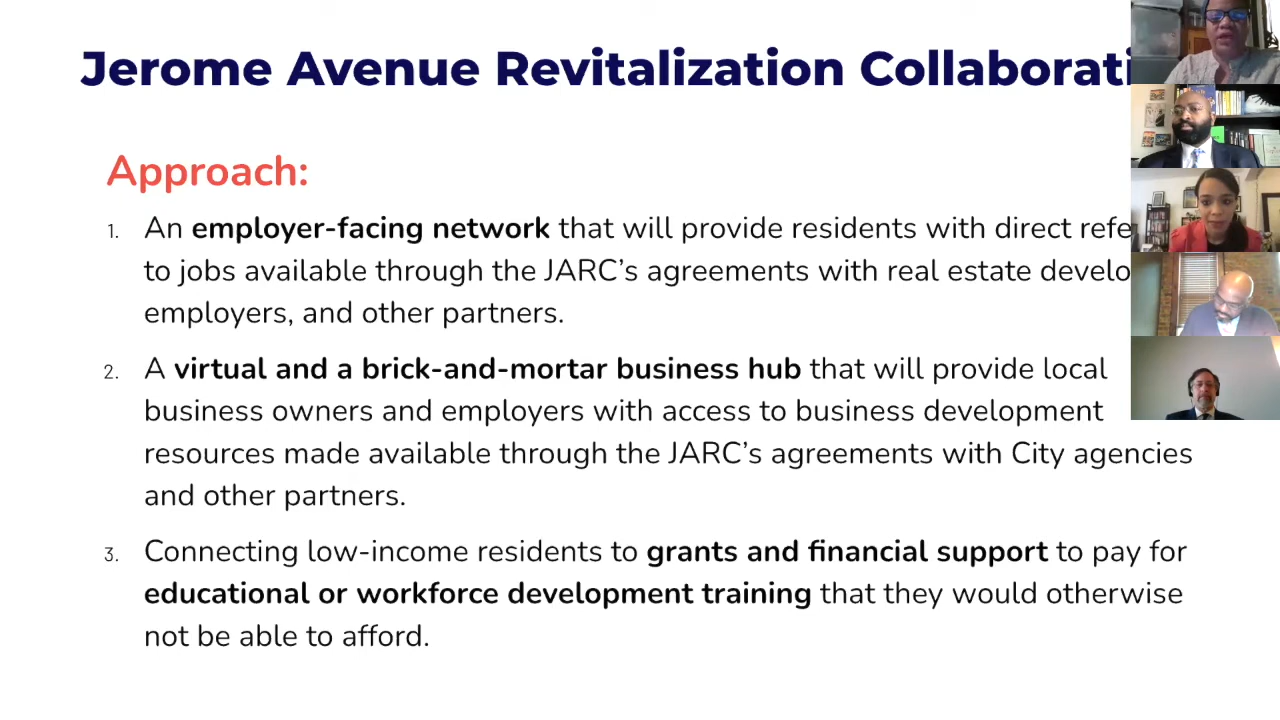 Jerome Avenue Revitalization Collaborati
Approach:
1. An employer-facing network that will provide residents with direct refe
to jobs available through the JARC’s agreements with real estate develo
employers, and other partners.
2. A virtual and a brick-and-mortar business hub that will provide local
business owners and employers with access to business development
resources made available through the JARC’s agreements with City agencies
and other partners.
3. Connecting low-income residents to grants and financial support to pay for
educational or workforce development training that they would otherwise
not be able to afford.